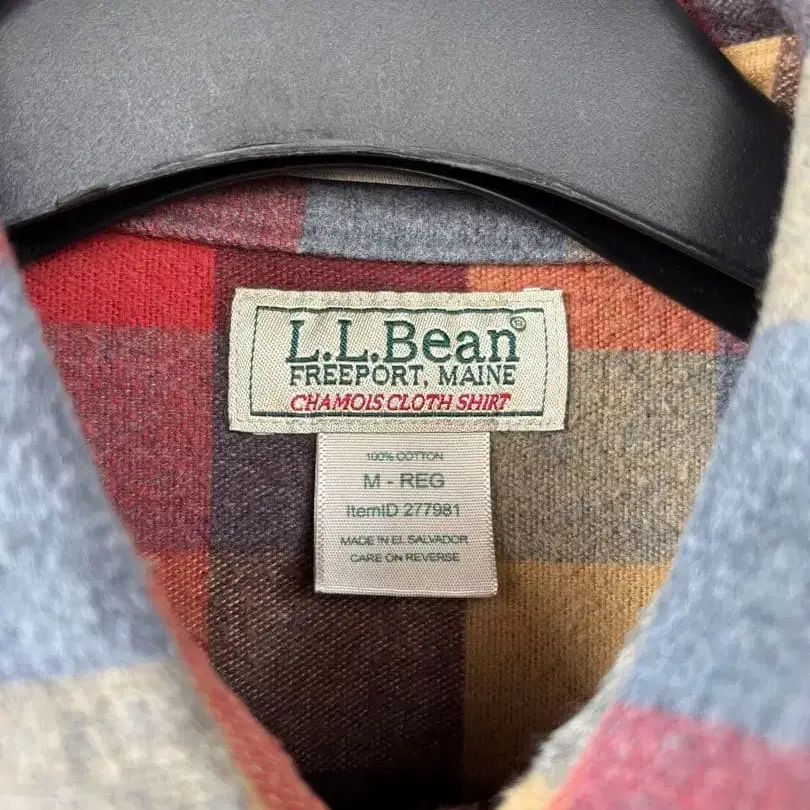 L.L.Bean®
FREEPORT, MAINE
CHAMOIS CLOTH SHIRT
100% COTTON
M - REG
ItemID 277981
MADE IN EL SALVADOR
CARE ON REVERSE